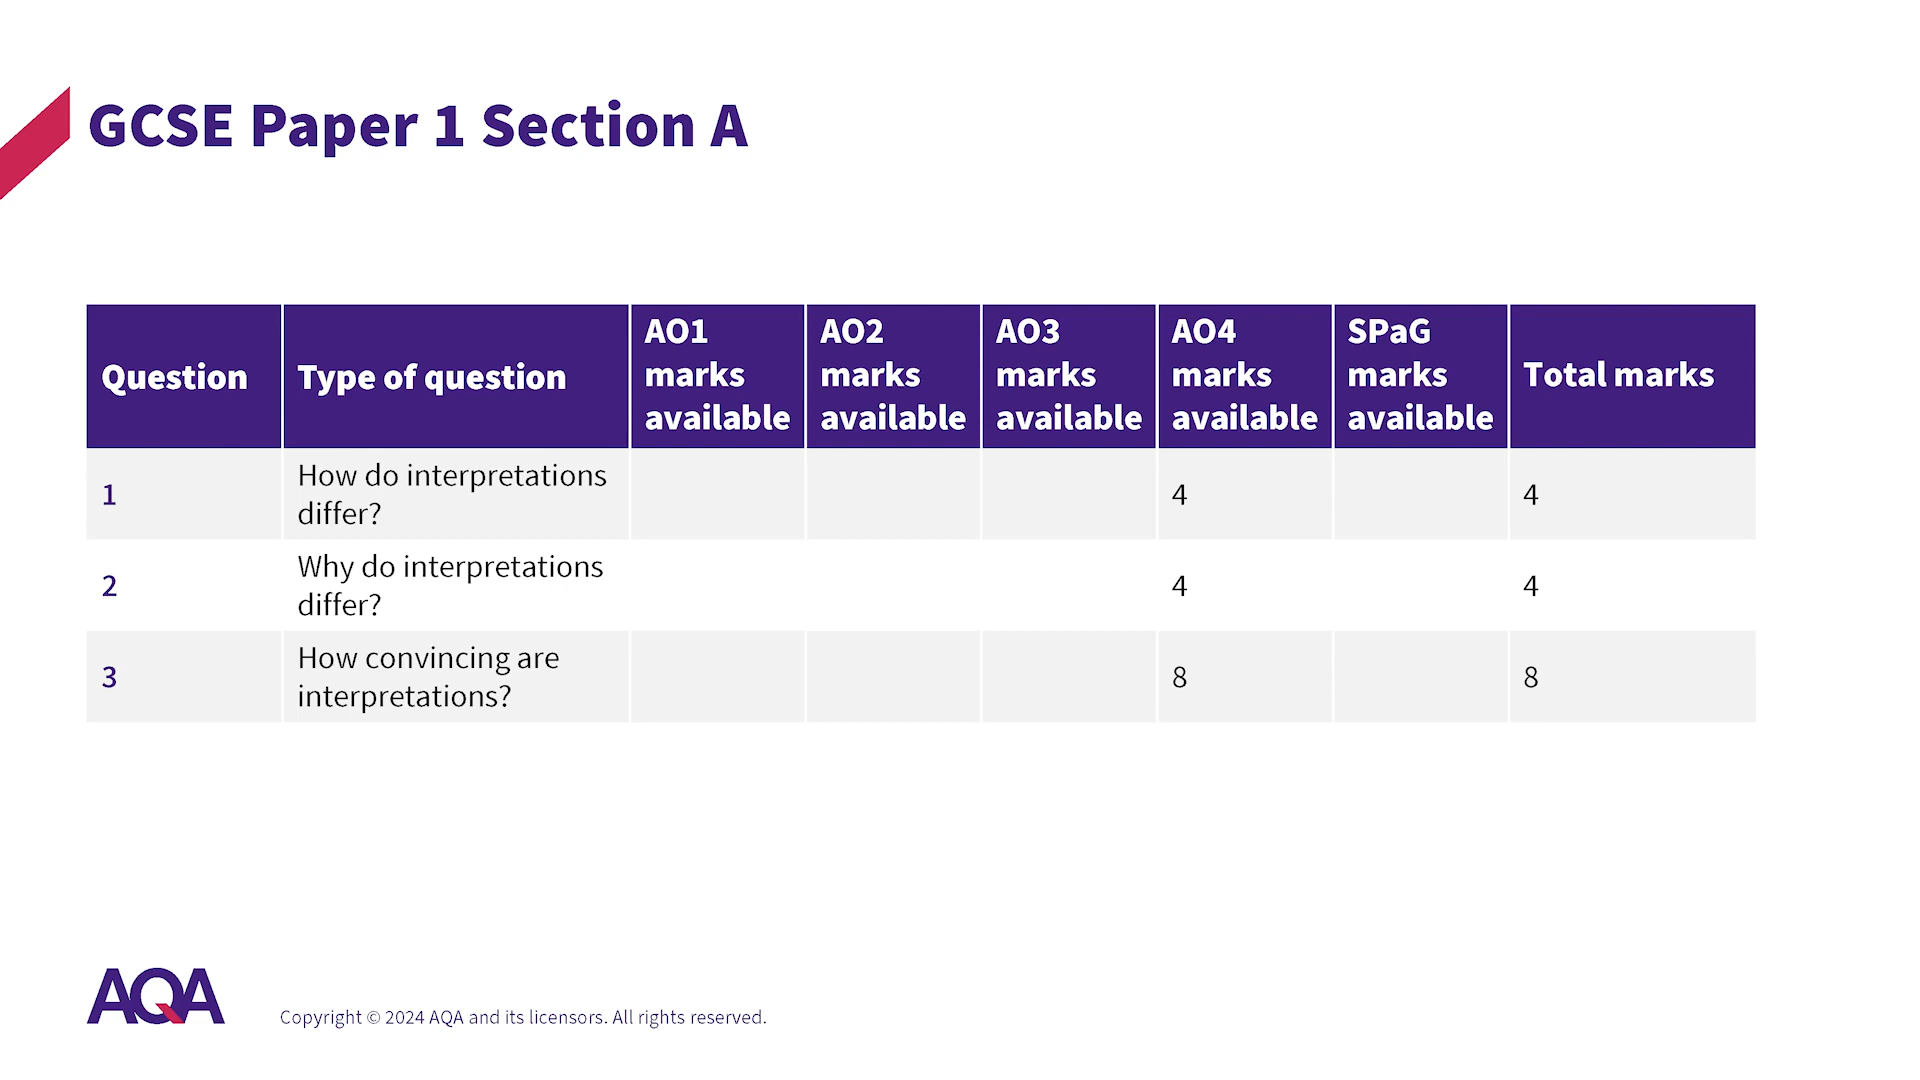 GCSE Paper 1 Section A
Question
Type of question
AO1
marks
available
AO2
marks
available
AO3
marks
available
AO4
marks
available
SPaG
marks
available
Total marks
1
How do interpretations
differ?
4
4
2
Why do interpretations
differ?
4
4
3
How convincing are
interpretations?
8
8
AQA
Copyright © 2024 AQA and its licensors. All rights reserved.